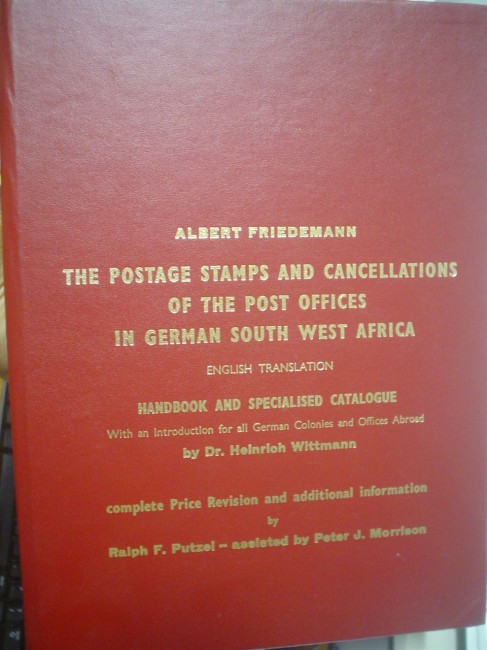 ALBERT FRIEDEMANN
THE POSTAGE STAMPS AND CANCELLATIONS
OF THE POST OFFICES
IN GERMAN SOUTH WEST AFRICA
ENGLISH TRANSLATION
HANDBOOK AND SPECIALISED CATALOGUE
With an Introduction for all German Colonies and Offices Abroad
by Dr. Heinrich Wittmann
complete Price Revision and additional information
by
Ralph F. Putzel – assisted by Peter J. Morrison